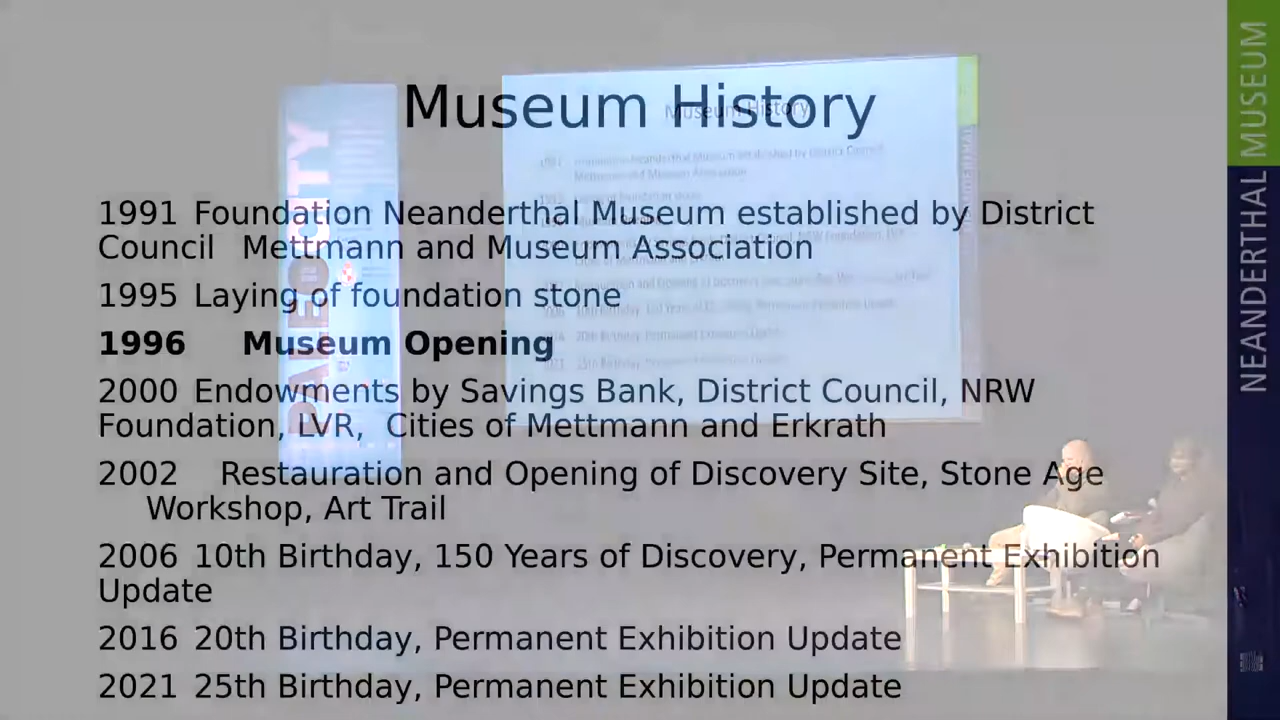 Museum History
1991 Foundation Neanderthal Museum established by District
Council Mettmann and Museum Association
1995 Laying of foundation stone
1996 Museum Opening
2000 Endowments by Savings Bank, District Council, NRW
Foundation, LVR, Cities of Mettmann and Erkrath
2002 Restauration and Opening of Discovery Site, Stone Age
Workshop, Art Trail
2006 10th Birthday, 150 Years of Discovery, Permanent Exhibition
Update
2016 20th Birthday, Permanent Exhibition Update
2021 25th Birthday, Permanent Exhibition Update
NEANDERTHAL MUSEUM
PALEOCITY
Museum History